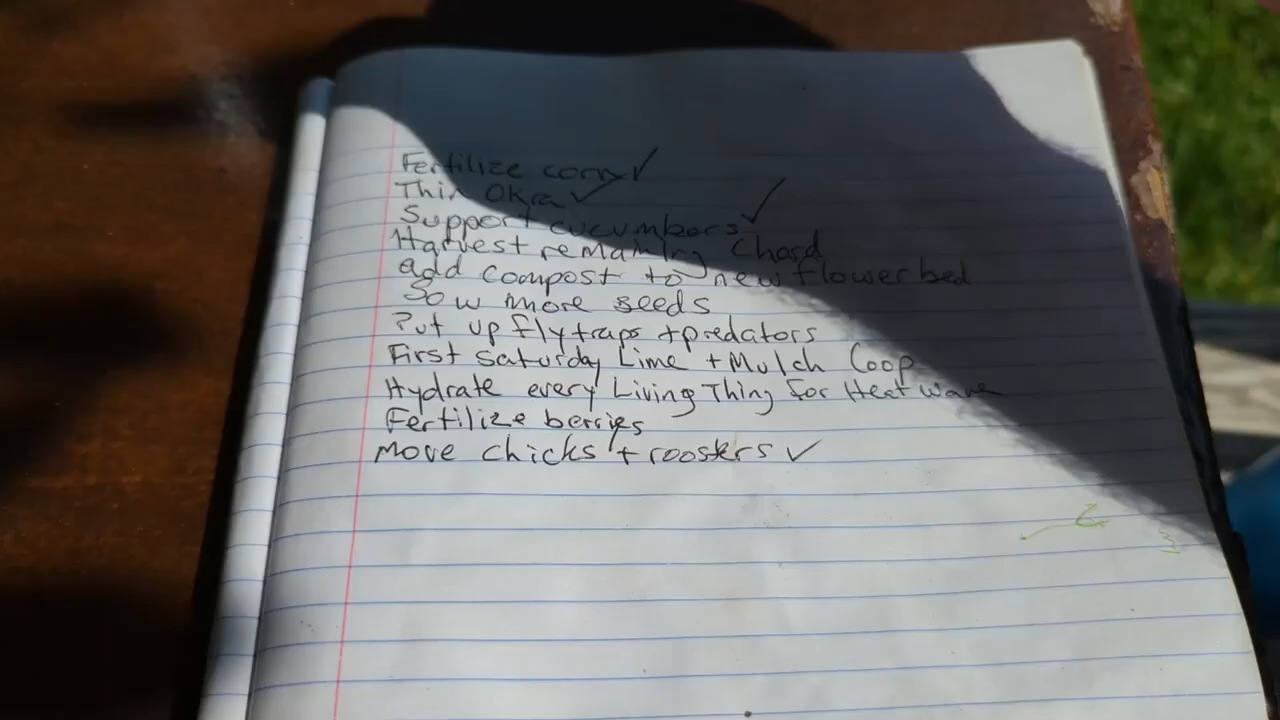 Fertilize corn ✓
Thin Okra ✓
Support cucumbers ✓
Harvest remaining Chard
add compost to new flower bed
Sow more seeds
Put up fly traps + predators
First Saturday Lime + Mulch Coop
Hydrate every Living Thing for Heat wave
Fertilize berries
Move chicks + roosters ✓